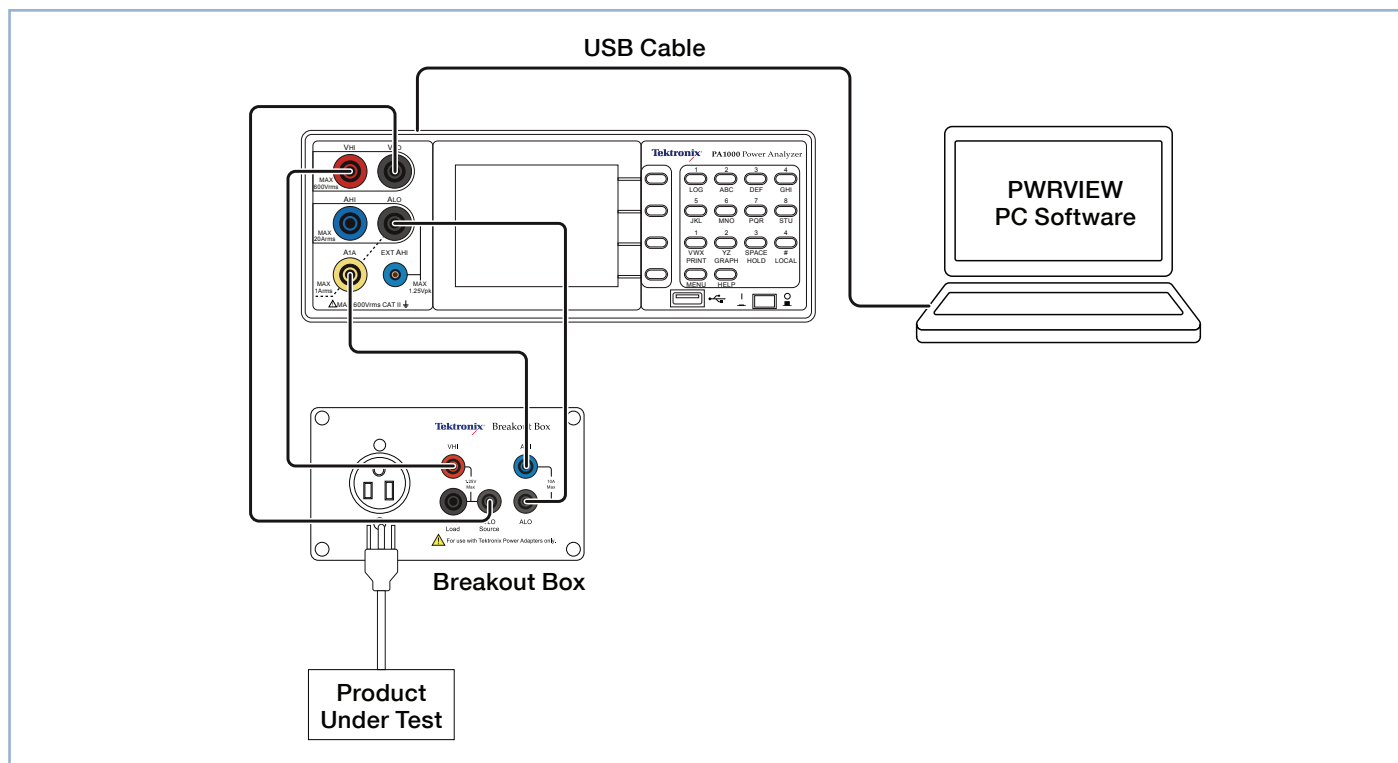 USB Cable
VHI
MAX
600Vrms
AHI ALO
MAX
20Arms
A1A EXT AHI
MAX
1Arms
MAX
1.25Vpk
600Vrms CAT II
Tektronix PA1000 Power Analyzer
1 2 3 4
LOG ABC DEF GHI
5 6 7 8
JKL MNO PQR STU
1 2 3 4
VWX YZ SPACE #
PRINT GRAPH HOLD LOCAL
MENU HELP
PWRVIEW
PC Software
Tektronix Breakout Box
VHI
Max
10A
Max
Load Source ALO
For use with Tektronix Power Adapters only.
Breakout Box
Product
Under Test